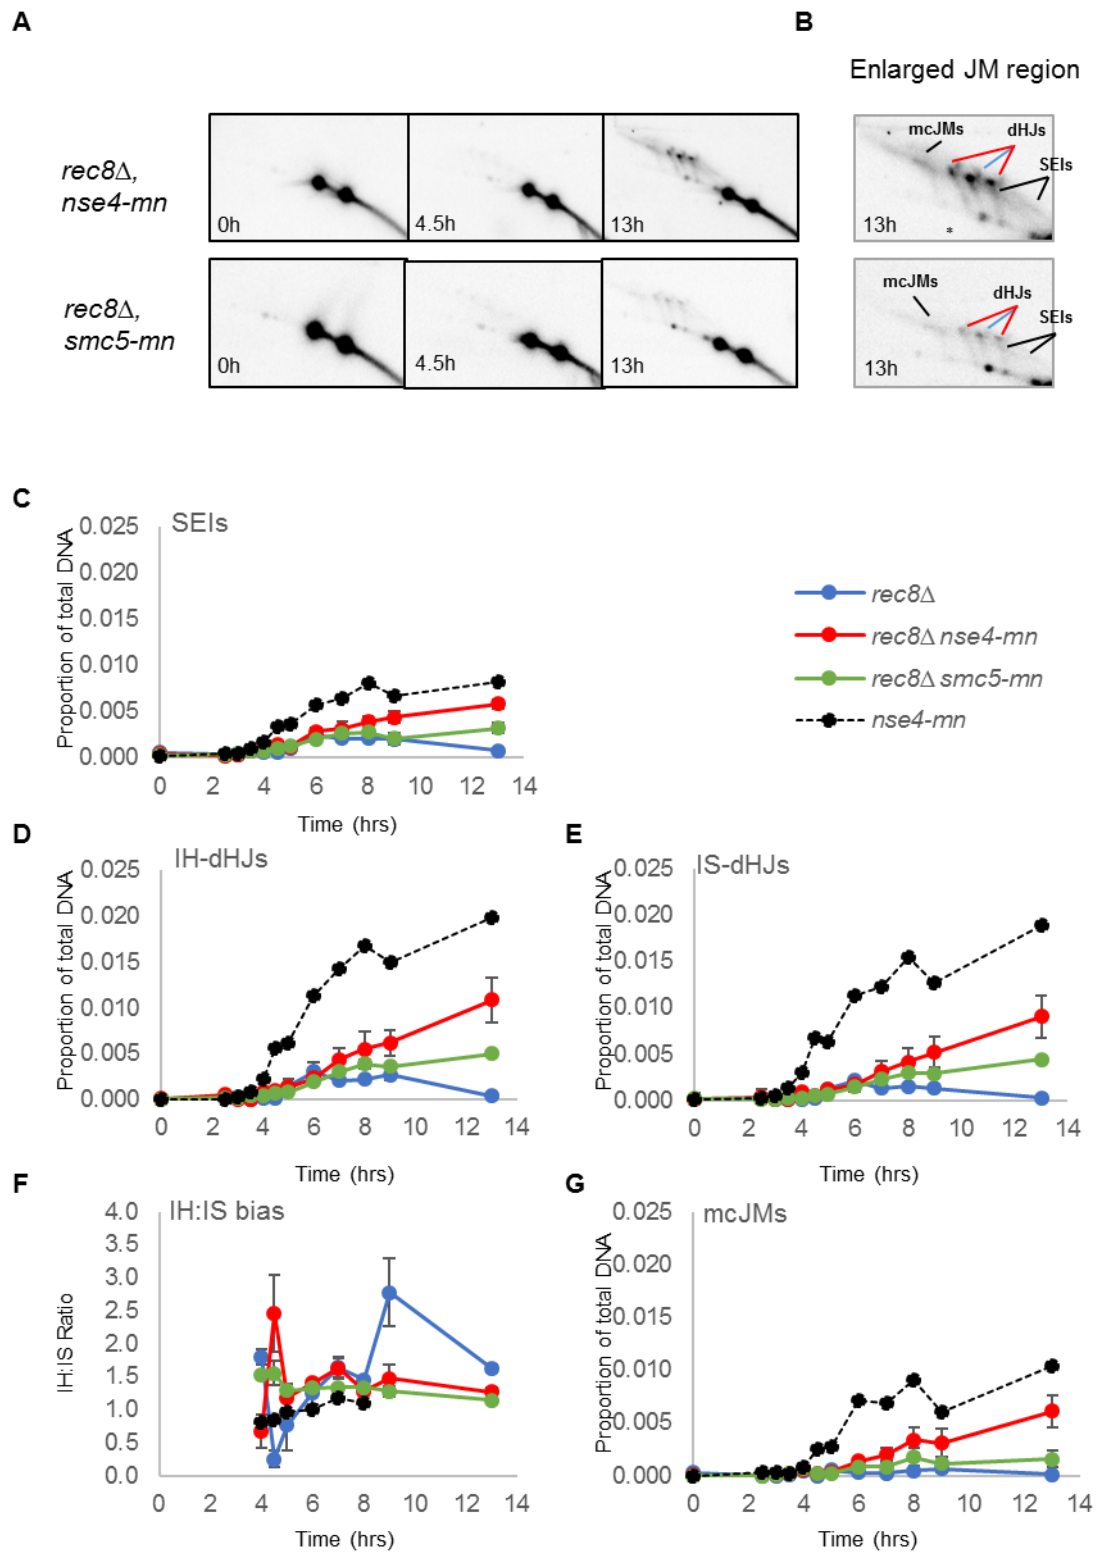 A
B
Enlarged JM region
rec8Δ,
nse4-mn
0h
4.5h
13h
mcJMs
dHJs
SEIs
13h
*
rec8Δ,
smc5-mn
0h
4.5h
13h
mcJMs
dHJs
SEIs
13h
C
SEIs
Proportion of total DNA
0.025
0.020
0.015
0.010
0.005
0.000
0 2 4 6 8 10 12 14
Time (hrs)
rec8Δ
rec8Δ nse4-mn
rec8Δ smc5-mn
nse4-mn
D
IH-dHJs
Proportion of total DNA
0.025
0.020
0.015
0.010
0.005
0.000
0 2 4 6 8 10 12 14
Time (hrs)
E
IS-dHJs
Proportion of total DNA
0.025
0.020
0.015
0.010
0.005
0.000
0 2 4 6 8 10 12 14
Time (hrs)
F
IH:IS bias
IH:IS Ratio
4.0
3.5
3.0
2.5
2.0
1.5
1.0
0.5
0.0
0 2 4 6 8 10 12 14
Time (hrs)
G
mcJMs
Proportion of total DNA
0.025
0.020
0.015
0.010
0.005
0.000
0 2 4 6 8 10 12 14
Time (hrs)